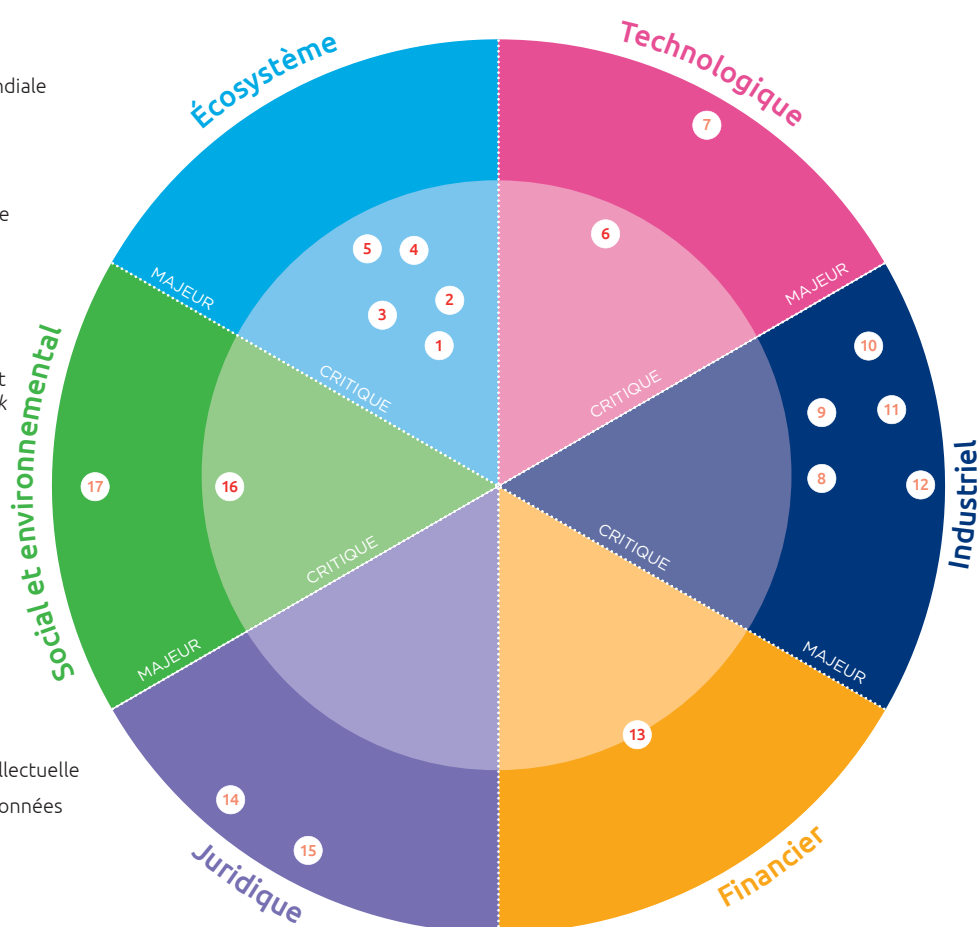 Technologique
Écosystème
ndiale
7
e
6
5
4
MAJEUR
MAJEUR
2
3
10
1
t
k
CRITIQUE
CRITIQUE
9
11
Social et environnemental
Industriel
8
12
17
16
CRITIQUE
CRITIQUE
MAJEUR
MAJEUR
13
llectuelle
onnées
14
15
Juridique
Financier